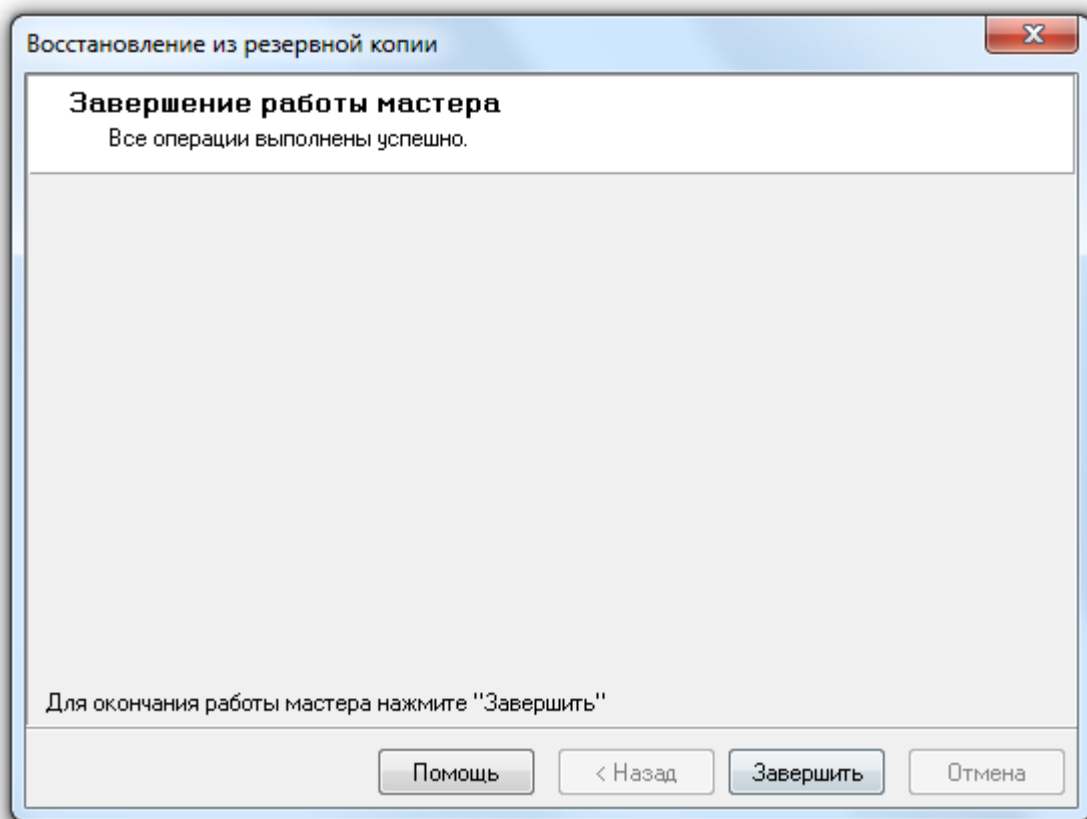 Восстановление из резервной копии
Завершение работы мастера
Все операции выполнены успешно.
Для окончания работы мастера нажмите "Завершить"
Помощь < Назад Завершить Отмена